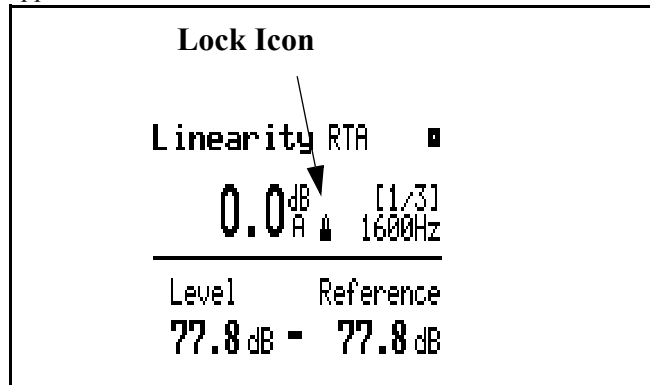 Lock Icon
Linearity RTA
0.0 dB A [1/3] 1600Hz
Level Reference
77.8 dB - 77.8 dB